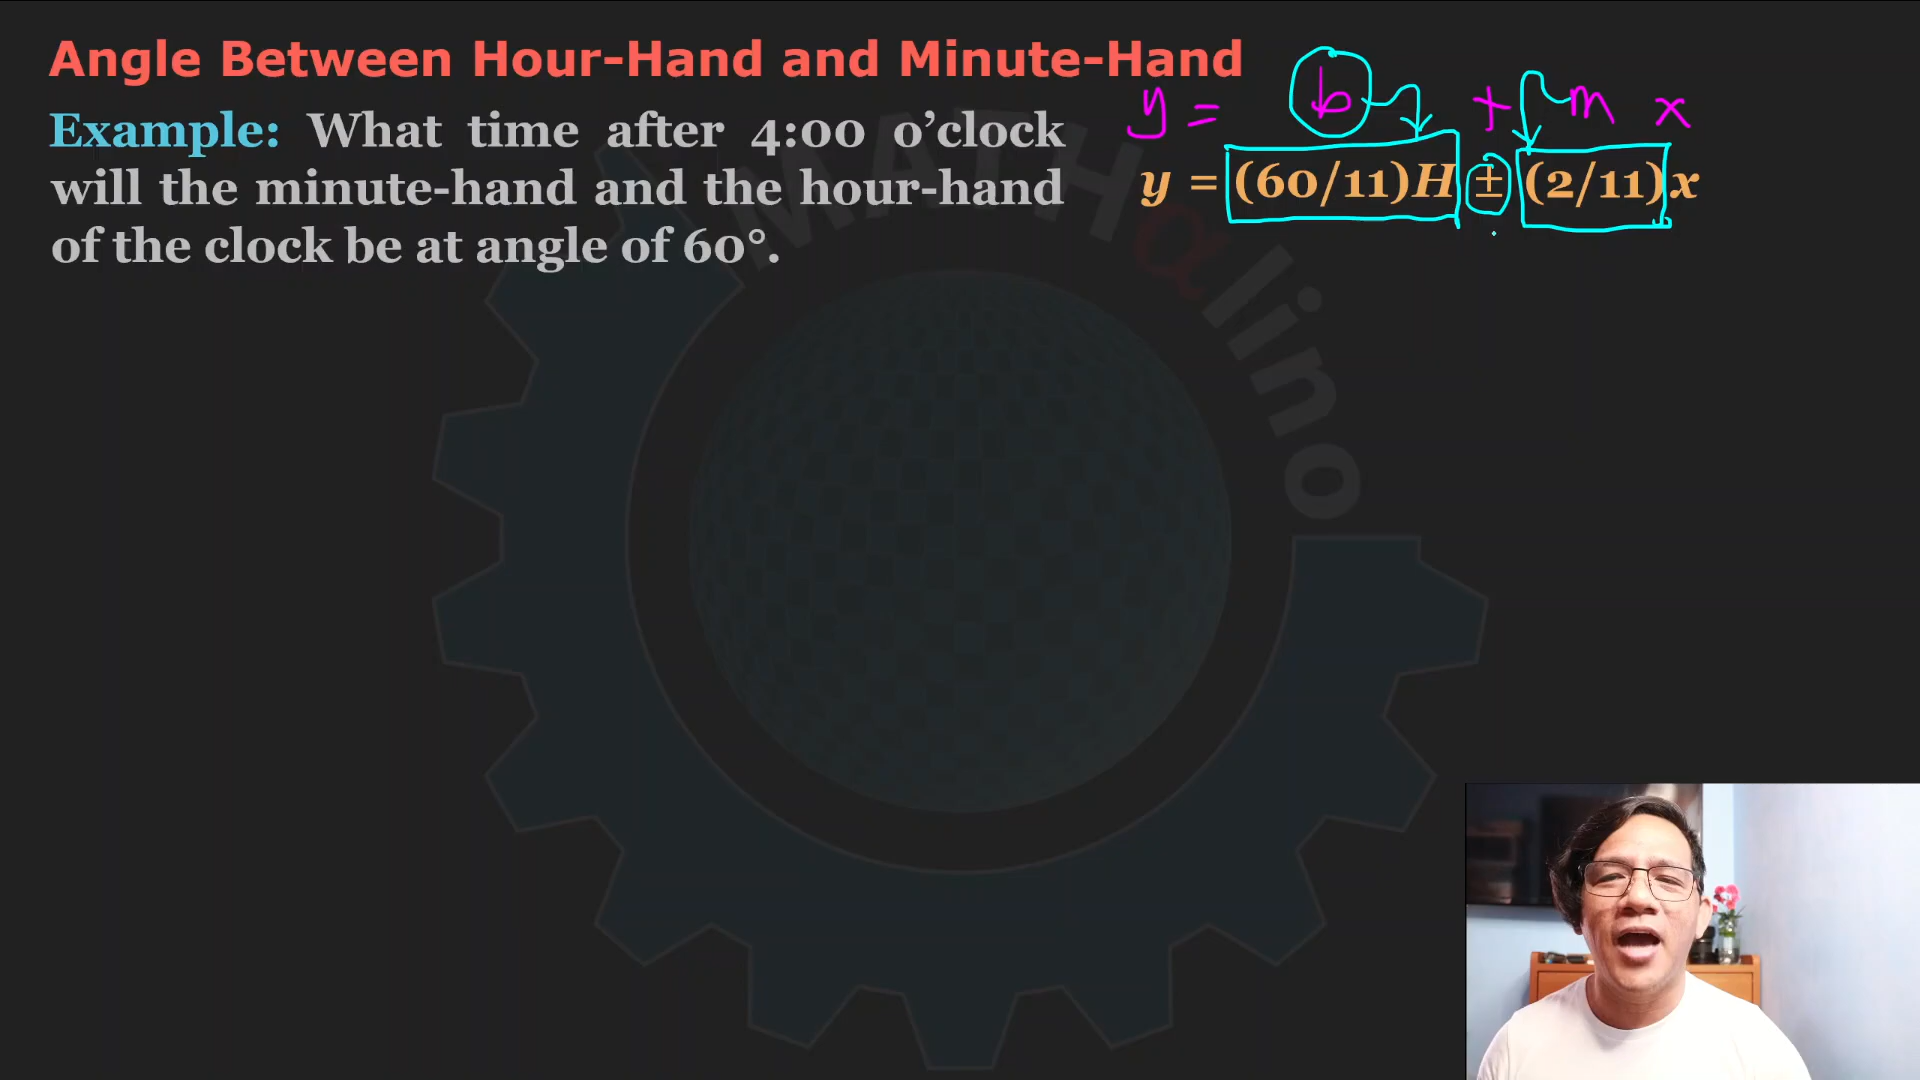 Angle Between Hour-Hand and Minute-Hand
Example: What time after 4:00 o’clock
will the minute-hand and the hour-hand
of the clock be at angle of 60°.
y = b + m x
y = (60/11)H ± (2/11)x
MATHalino